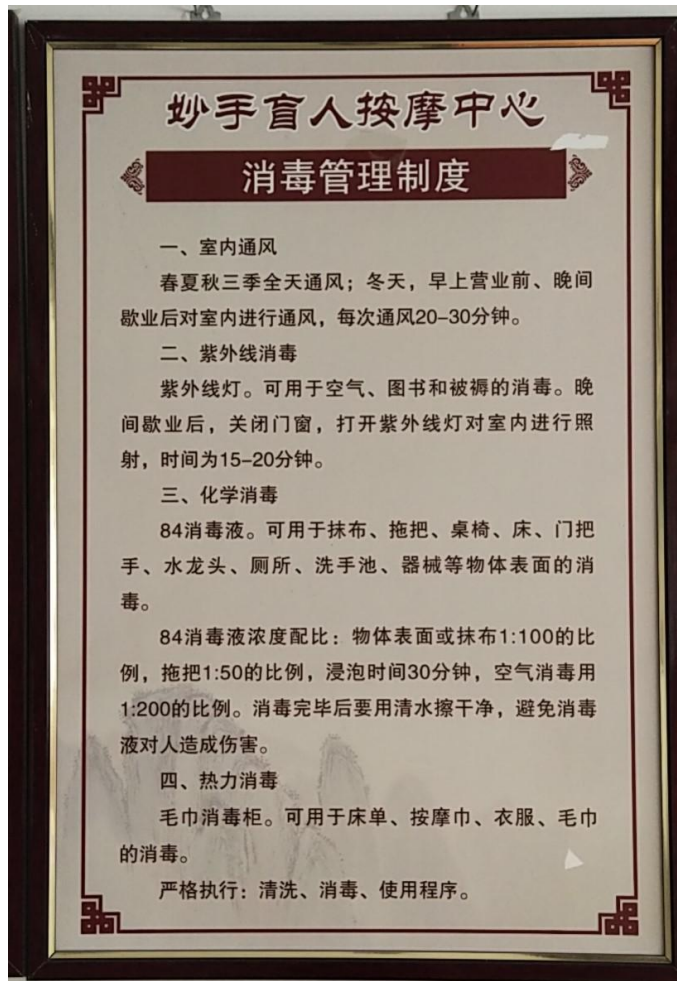 妙手盲人按摩中心
消毒管理制度
一、室内通风
春夏秋三季全天通风；冬天，早上营业前、晚间
歇业后对室内进行通风，每次通风20-30分钟。
二、紫外线消毒
紫外线灯。可用于空气、图书和被褥的消毒。晚
间歇业后，关闭门窗，打开紫外线灯对室内进行照
射，时间为15-20分钟。
三、化学消毒
84消毒液。可用于抹布、拖把、桌椅、床、门把
手、水龙头、厕所、洗手池、器械等物体表面的消
毒。
84消毒液浓度配比：物体表面或抹布1:100的比
例，拖把1:50的比例，浸泡时间30分钟，空气消毒用
1:200的比例。消毒完毕后要用清水擦干净，避免消毒
液对人造成伤害。
四、热力消毒
毛巾消毒柜。可用于床单、按摩巾、衣服、毛巾
的消毒。
严格执行：清洗、消毒、使用程序。